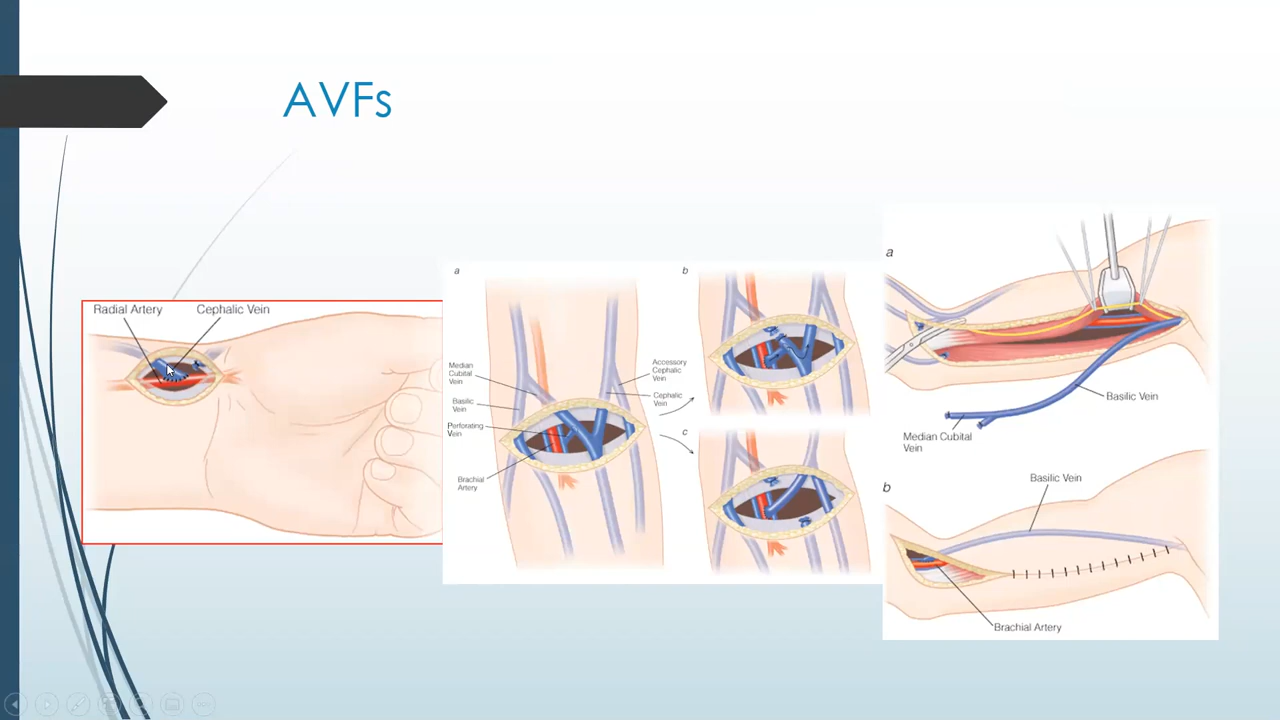 AVFs
Radial Artery
Cephalic Vein
a
b
Median
Cubital
Vein
Basilic
Vein
Perforating
Vein
Brachial
Artery
Accessory
Cephalic
Vein
Cephalic
Vein
c
a
Basilic Vein
Median Cubital
Vein
b
Basilic Vein
Brachial Artery